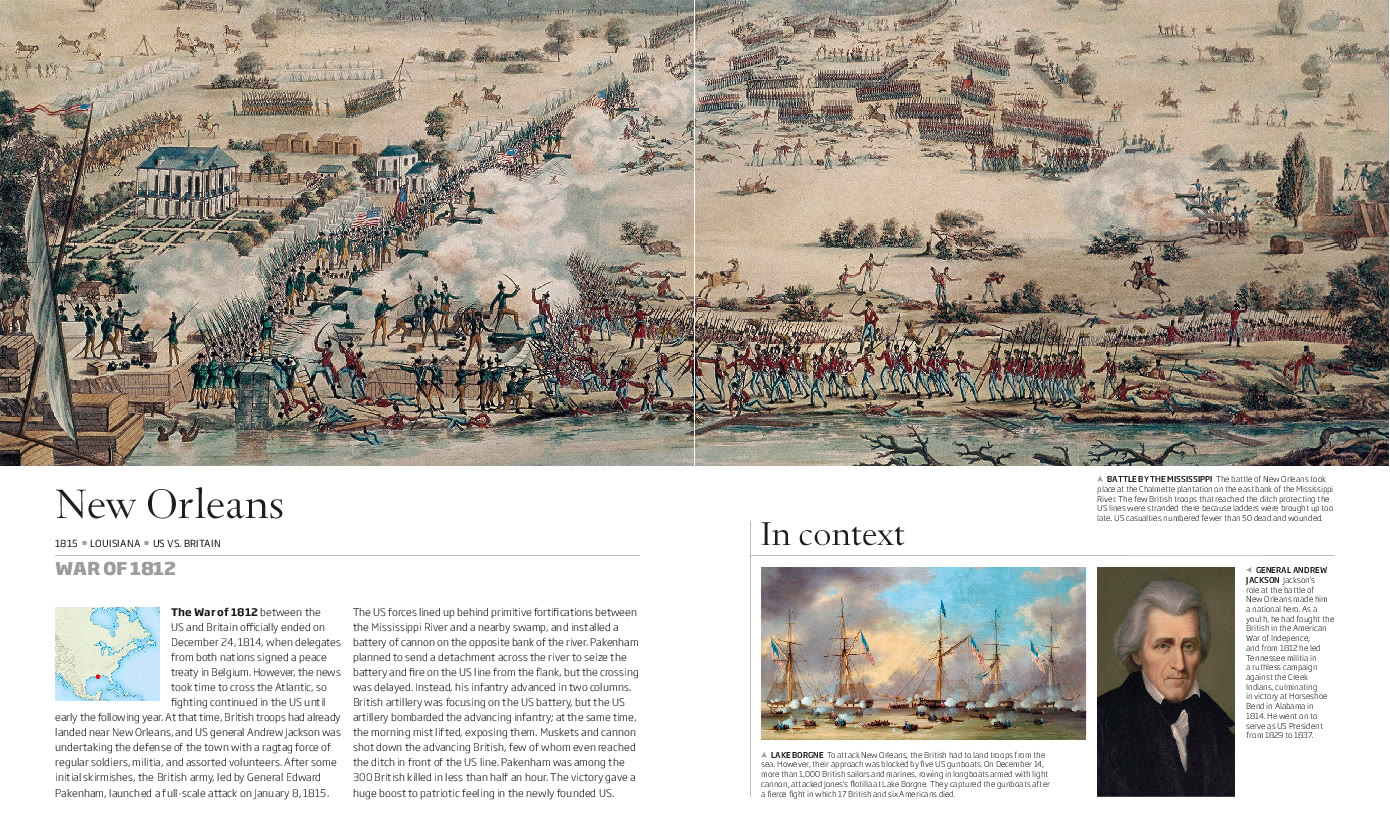 New Orleans
1815 ■ LOUISIANA ■ US VS. BRITAIN
WAR OF 1812
The War of 1812 between the
US and Britain officially ended on
December 24, 1814, when delegates
from both nations signed a peace
treaty in Belgium. However, the news
took time to cross the Atlantic, so
fighting continued in the US until
early the following year. At that time, British troops had already
landed near New Orleans, and US general Andrew Jackson was
undertaking the defense of the town with a ragtag force of
regular soldiers, militia, and assorted volunteers. After some
initial skirmishes, the British army, led by General Edward
Pakenham, launched a full-scale attack on January 8, 1815.
The US forces lined up behind primitive fortifications between
the Mississippi River and a nearby swamp, and installed a
battery of cannon on the opposite bank of the river. Pakenham
planned to send a detachment across the river to seize the
battery and fire on the US line from the flank, but the crossing
was delayed. Instead, his infantry advanced in two columns.
British artillery was focusing on the US battery, but the US
artillery bombarded the advancing infantry; at the same time,
the morning mist lifted, exposing them. Muskets and cannon
shot down the advancing British, few of whom even reached
the ditch in front of the US line. Pakenham was among the
300 British killed in less than half an hour. The victory gave a
huge boost to patriotic feeling in the newly founded US.
▲ BATTLE BY THE MISSISSIPPI The battle of New Orleans took
place at the Chalmette plantation on the east bank of the Mississippi
River. The few British troops that reached the ditch protecting the
US lines were stranded there because ladders were brought up too
late. US casualties numbered fewer than 50 dead and wounded.
In context
▲ LAKE BORGNE To attack New Orleans, the British had to land troops from the
sea. However, their approach was blocked by five US gunboats. On December 14,
more than 1,000 British sailors and marines, rowing in longboats armed with light
cannon, attacked Jones's flotilla at Lake Borgne. They captured the gunboats after
a fierce fight in which 17 British and six Americans died.
◀ GENERAL ANDREW
JACKSON Jackson's
role at the battle of
New Orleans made him
a national hero. As a
youth, he had fought the
British in the American
War of Indepence,
and from 1812 he led
Tennessee militia in
a ruthless campaign
against the Creek
Indians, culminating
in victory at Horseshoe
Bend in Alabama in
1814. He went on to
serve as US President
from 1829 to 1837.